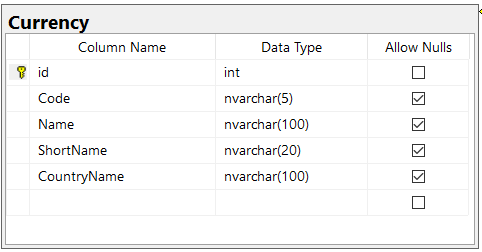 Currency
Column Name Data Type Allow Nulls
id int
Code nvarchar(5)
Name nvarchar(100)
ShortName nvarchar(20)
CountryName nvarchar(100)